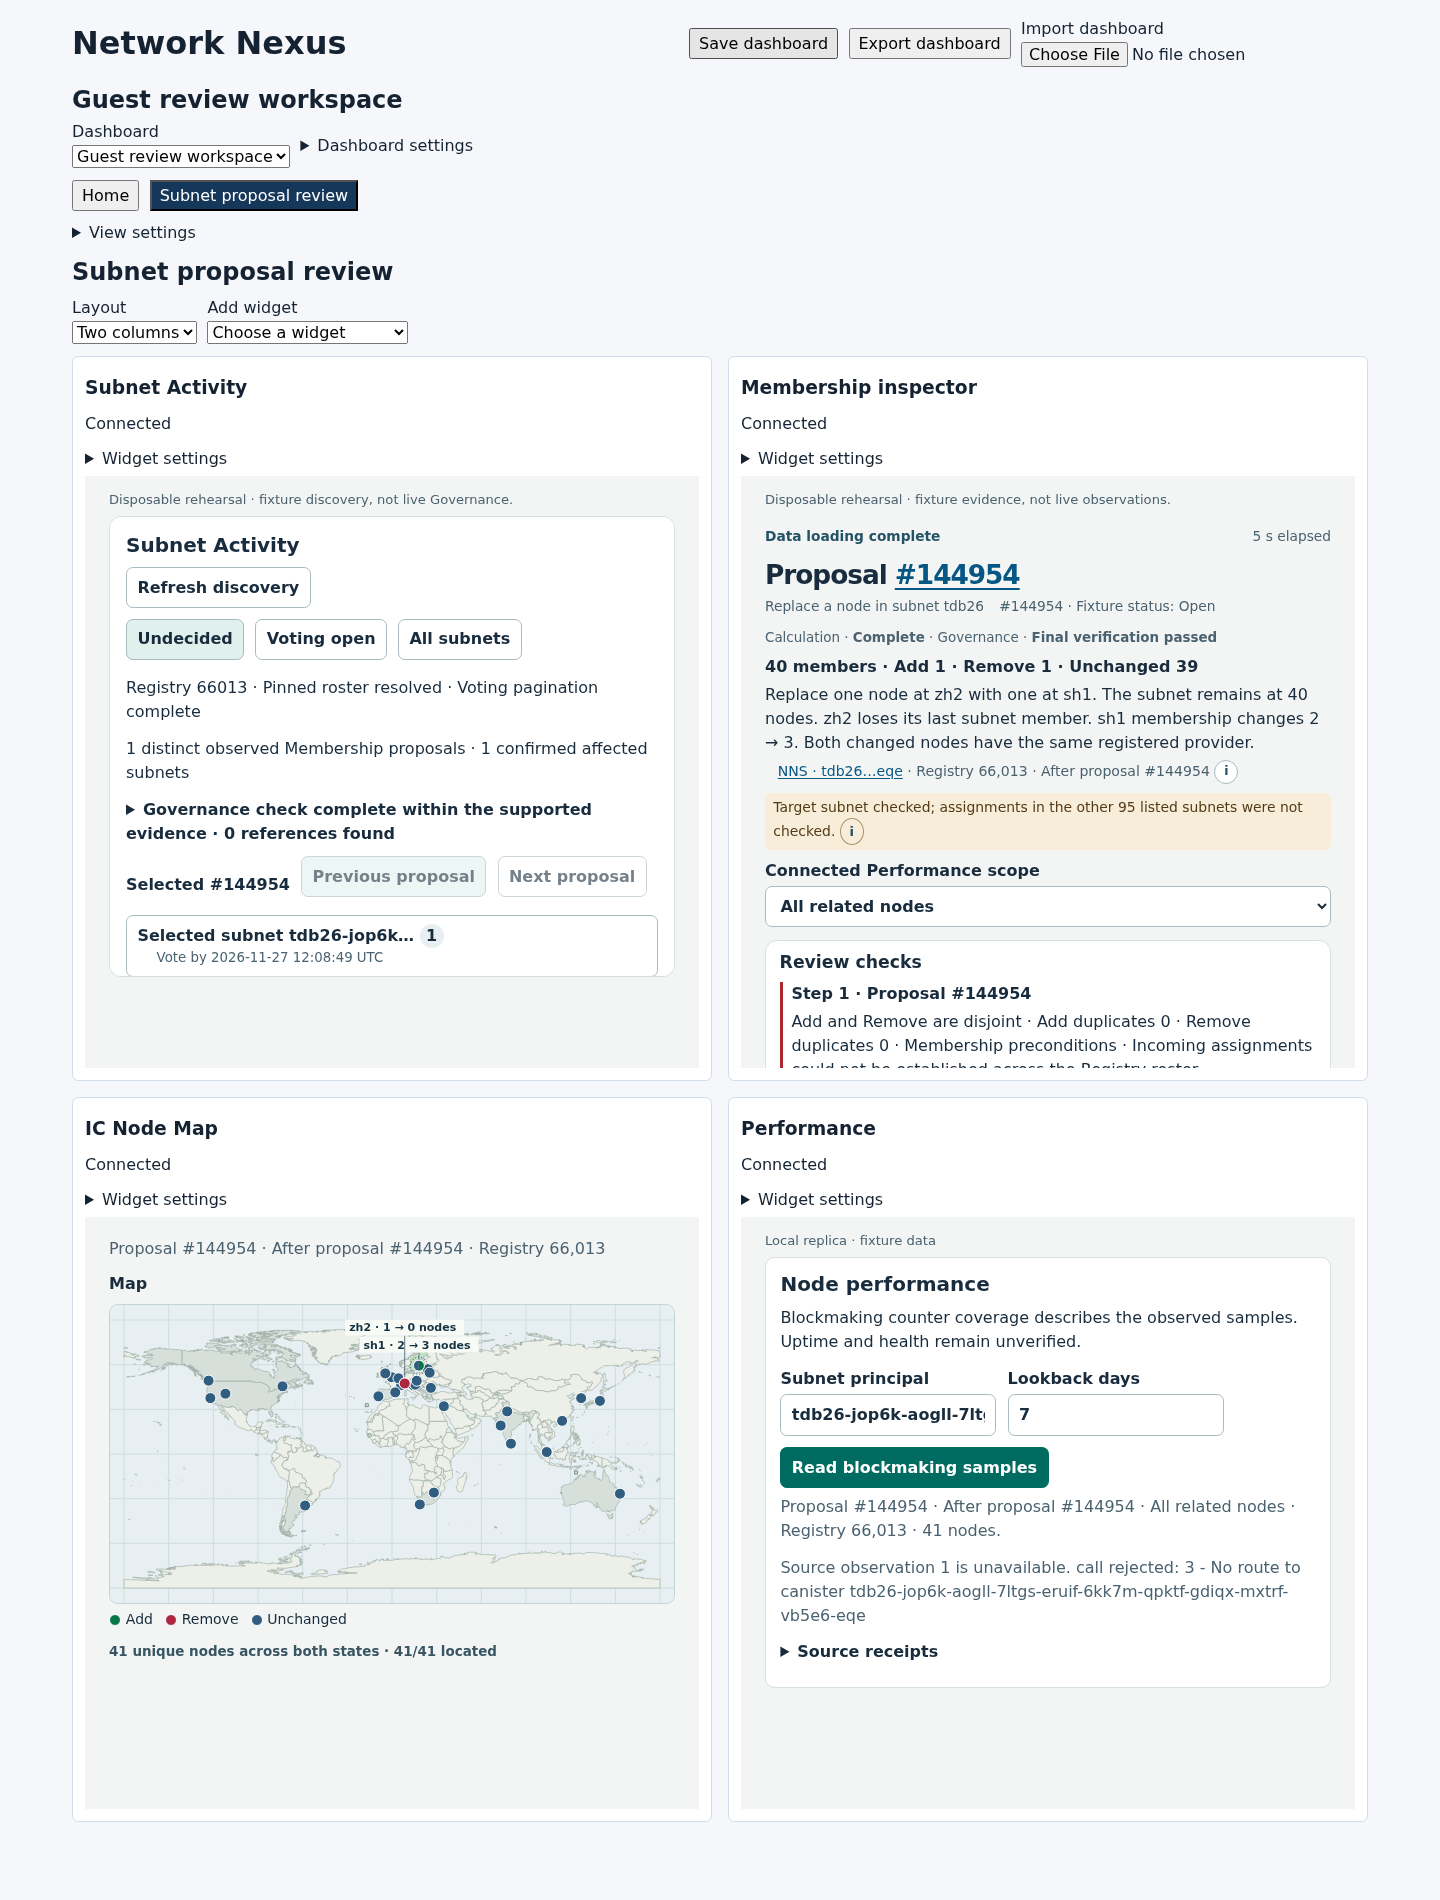 Network Nexus
Save dashboard
Export dashboard
Import dashboard
Choose File No file chosen
Guest review workspace
Dashboard
Guest review workspace
Dashboard settings
Home
Subnet proposal review
View settings
Subnet proposal review
Layout
Two columns
Add widget
Choose a widget
Subnet Activity
Connected
Widget settings
Disposable rehearsal · fixture discovery, not live Governance.
Subnet Activity
Refresh discovery
Undecided
Voting open
All subnets
Registry 66013 · Pinned roster resolved · Voting pagination
complete
1 distinct observed Membership proposals · 1 confirmed affected
subnets
Governance check complete within the supported
evidence · 0 references found
Selected #144954
Previous proposal
Next proposal
Selected subnet tdb26-jop6k… 1
Vote by 2026-11-27 12:08:49 UTC
Membership inspector
Connected
Widget settings
Disposable rehearsal · fixture evidence, not live observations.
Data loading complete
5 s elapsed
Proposal #144954
Replace a node in subnet tdb26 #144954 · Fixture status: Open
Calculation · Complete · Governance · Final verification passed
40 members · Add 1 · Remove 1 · Unchanged 39
Replace one node at zh2 with one at sh1. The subnet remains at 40
nodes. zh2 loses its last subnet member. sh1 membership changes 2
→ 3. Both changed nodes have the same registered provider.
NNS · tdb26…eqe · Registry 66,013 · After proposal #144954 i
Target subnet checked; assignments in the other 95 listed subnets were not
checked. i
Connected Performance scope
All related nodes
Review checks
Step 1 · Proposal #144954
Add and Remove are disjoint · Add duplicates 0 · Remove
duplicates 0 · Membership preconditions · Incoming assignments
could not be established across the Registry roster
IC Node Map
Connected
Widget settings
Proposal #144954 · After proposal #144954 · Registry 66,013
Map
zh2 · 1 → 0 nodes
sh1 · 2 → 3 nodes
Add
Remove
Unchanged
41 unique nodes across both states · 41/41 located
Performance
Connected
Widget settings
Local replica · fixture data
Node performance
Blockmaking counter coverage describes the observed samples.
Uptime and health remain unverified.
Subnet principal
tdb26-jop6k-aogll-7lt
Lookback days
7
Read blockmaking samples
Proposal #144954 · After proposal #144954 · All related nodes ·
Registry 66,013 · 41 nodes.
Source observation 1 is unavailable. call rejected: 3 - No route to
canister tdb26-jop6k-aogll-7ltgs-eruif-6kk7m-qpktf-gdiqx-mxtrf-
vb5e6-eqe
Source receipts